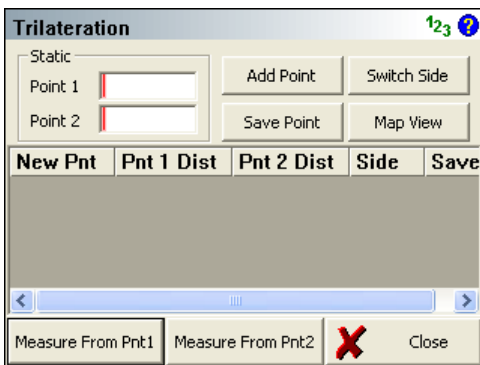 Trilateration 123 ?
Static
Point 1
Point 2
Add Point Switch Side
Save Point Map View
New Pnt Pnt 1 Dist Pnt 2 Dist Side Save
Measure From Pnt1 Measure From Pnt2 Close